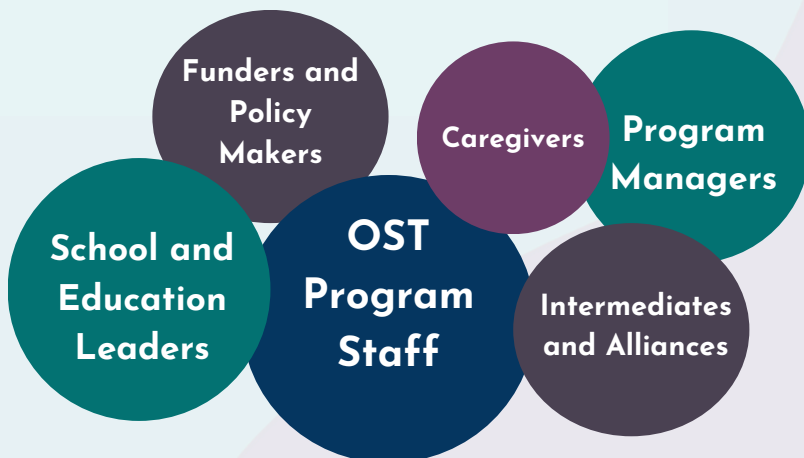 Funders and
Policy
Makers
Caregivers
Program
Managers
School and
Education
Leaders
OST
Program
Staff
Intermediates
and Alliances